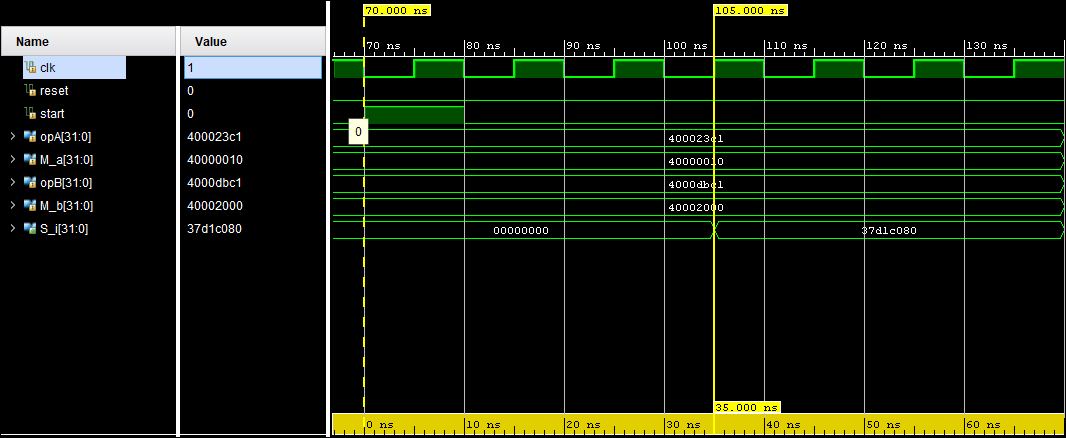 70.000 ns 105.000 ns
Name Value
70 ns 80 ns 90 ns 100 ns 110 ns 120 ns 130 ns
clk 1
reset 0
start 0
0
opA[31:0] 400023c1 400023c1
M_a[31:0] 40000010 40000010
opB[31:0] 4000dbc1 4000dbc1
M_b[31:0] 40002000 40002000
S_i[31:0] 37d1c080 00000000 37d1c080
35.000 ns
0 ns 10 ns 20 ns 30 ns 40 ns 50 ns 60 ns